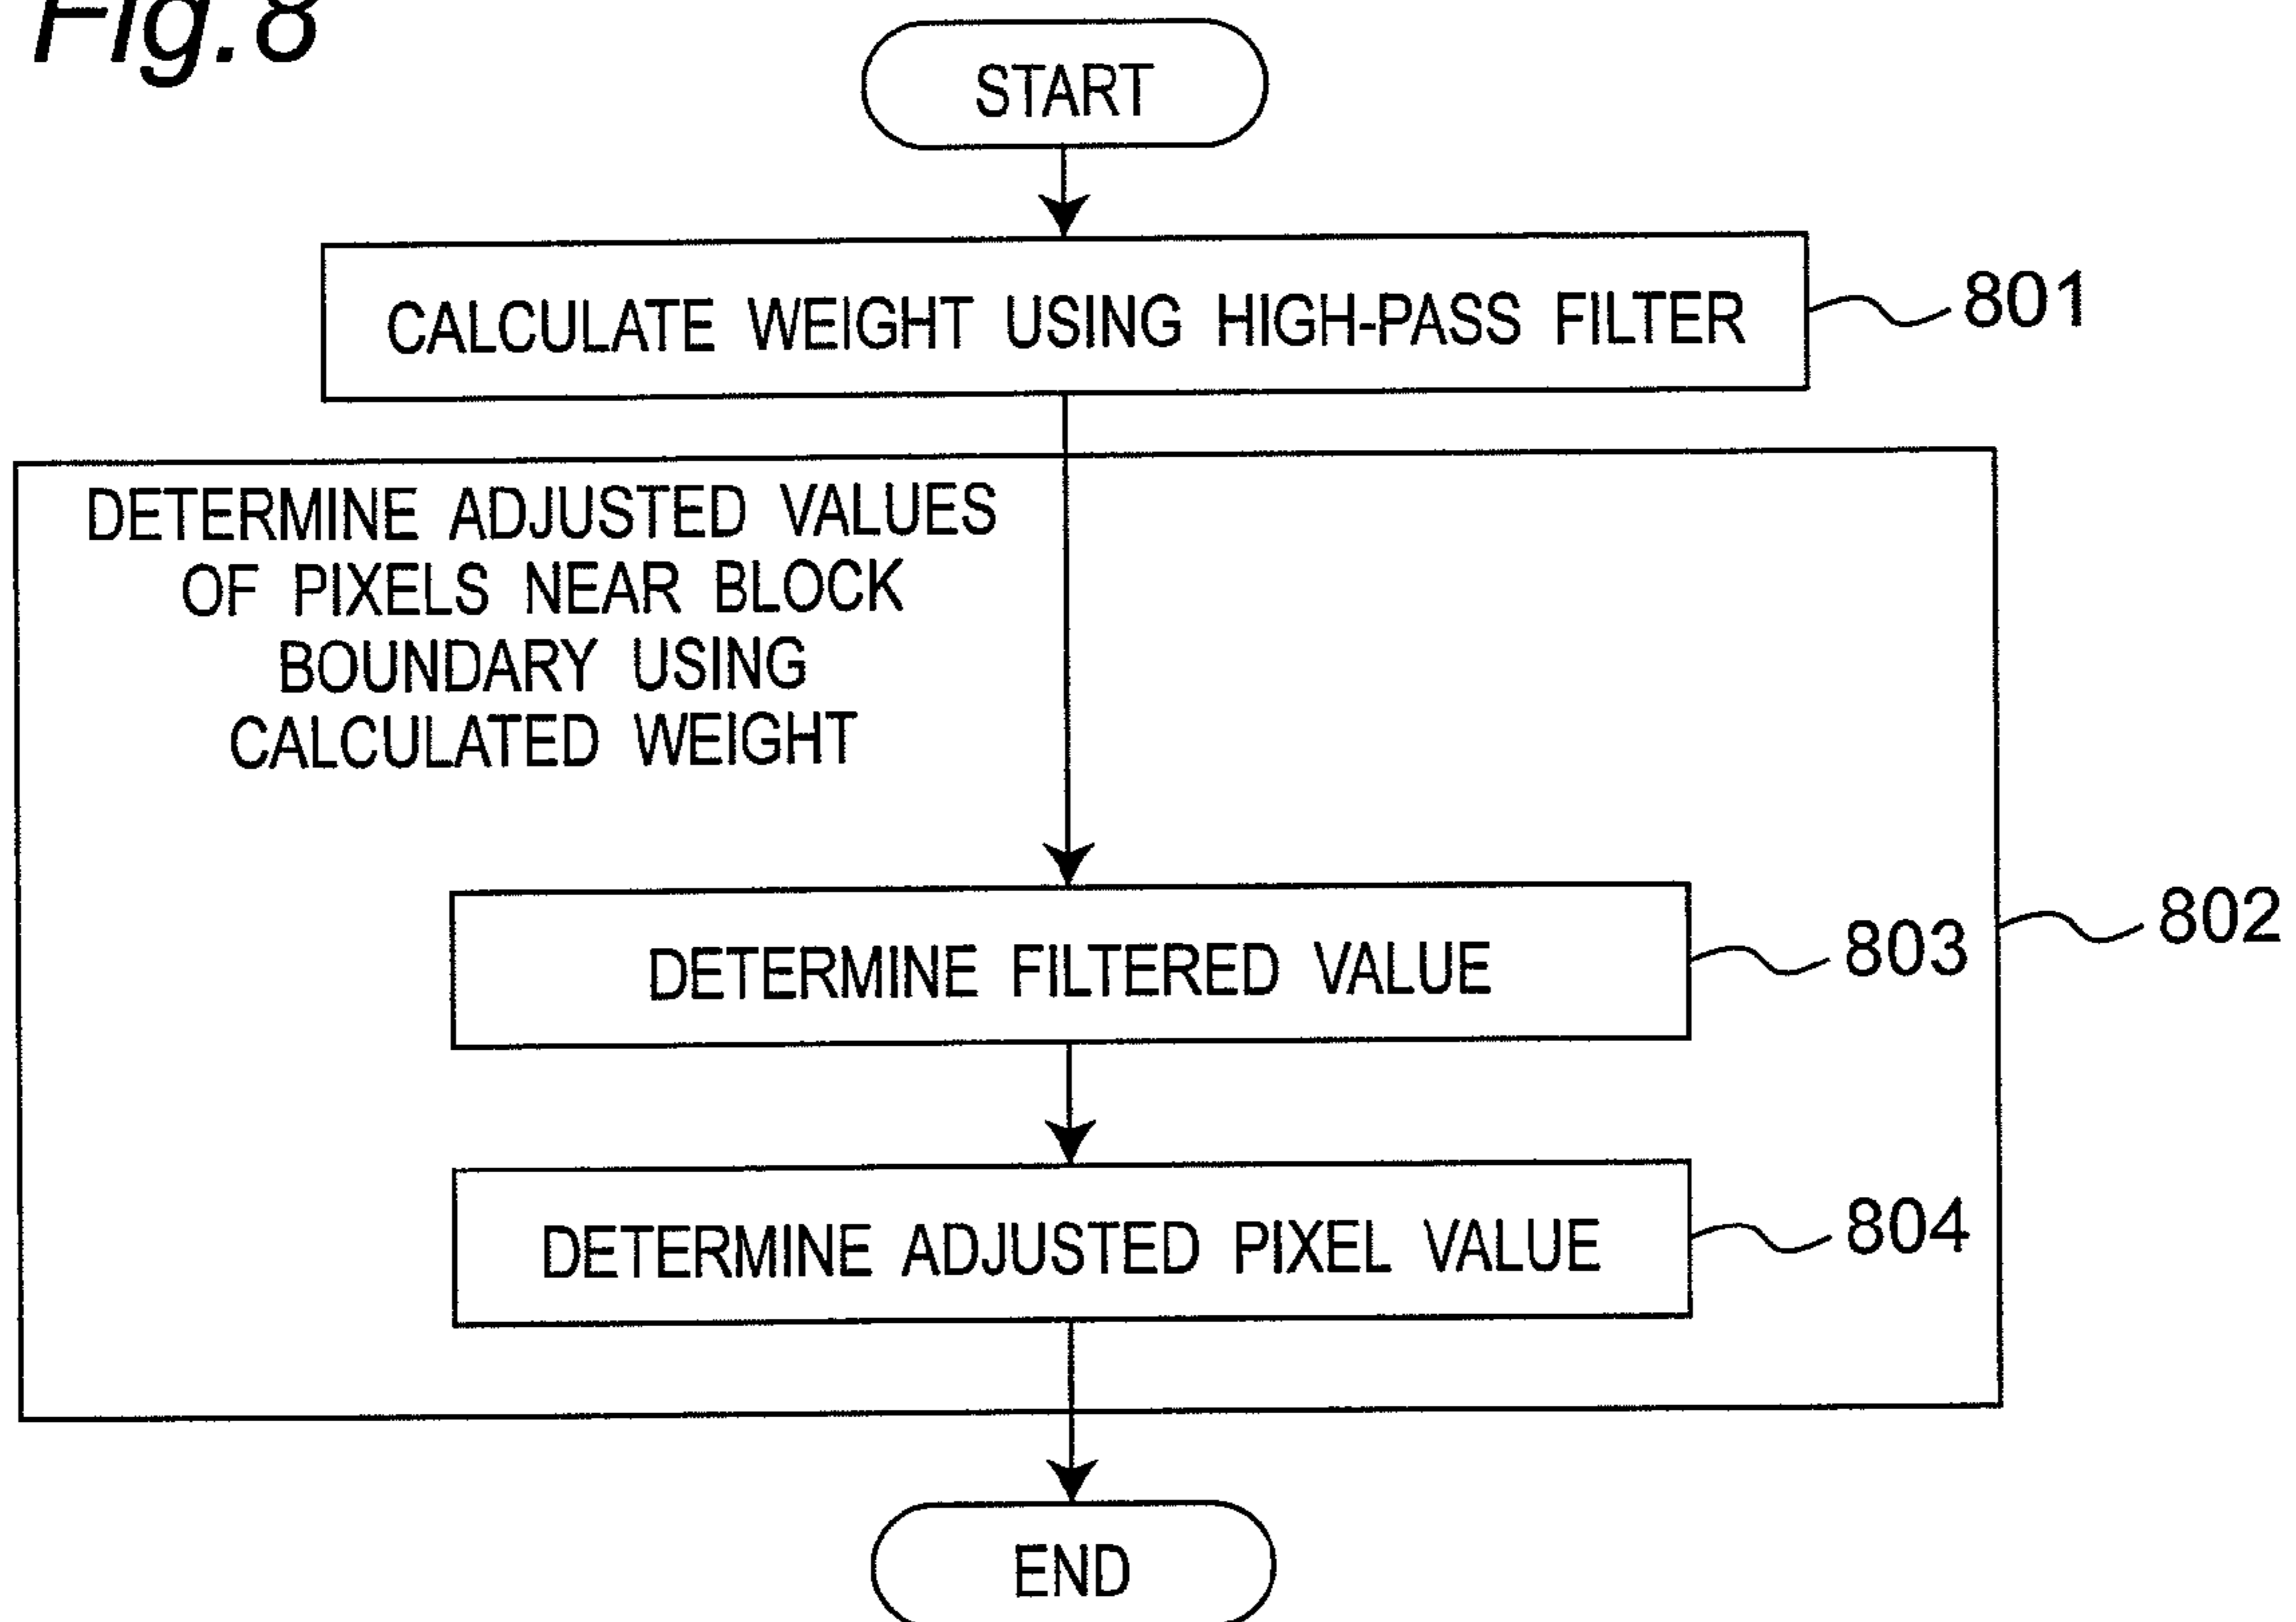 Fig.8
START
CALCULATE WEIGHT USING HIGH-PASS FILTER
801
DETERMINE ADJUSTED VALUES
OF PIXELS NEAR BLOCK
BOUNDARY USING
CALCULATED WEIGHT
802
DETERMINE FILTERED VALUE
803
DETERMINE ADJUSTED PIXEL VALUE
804
END